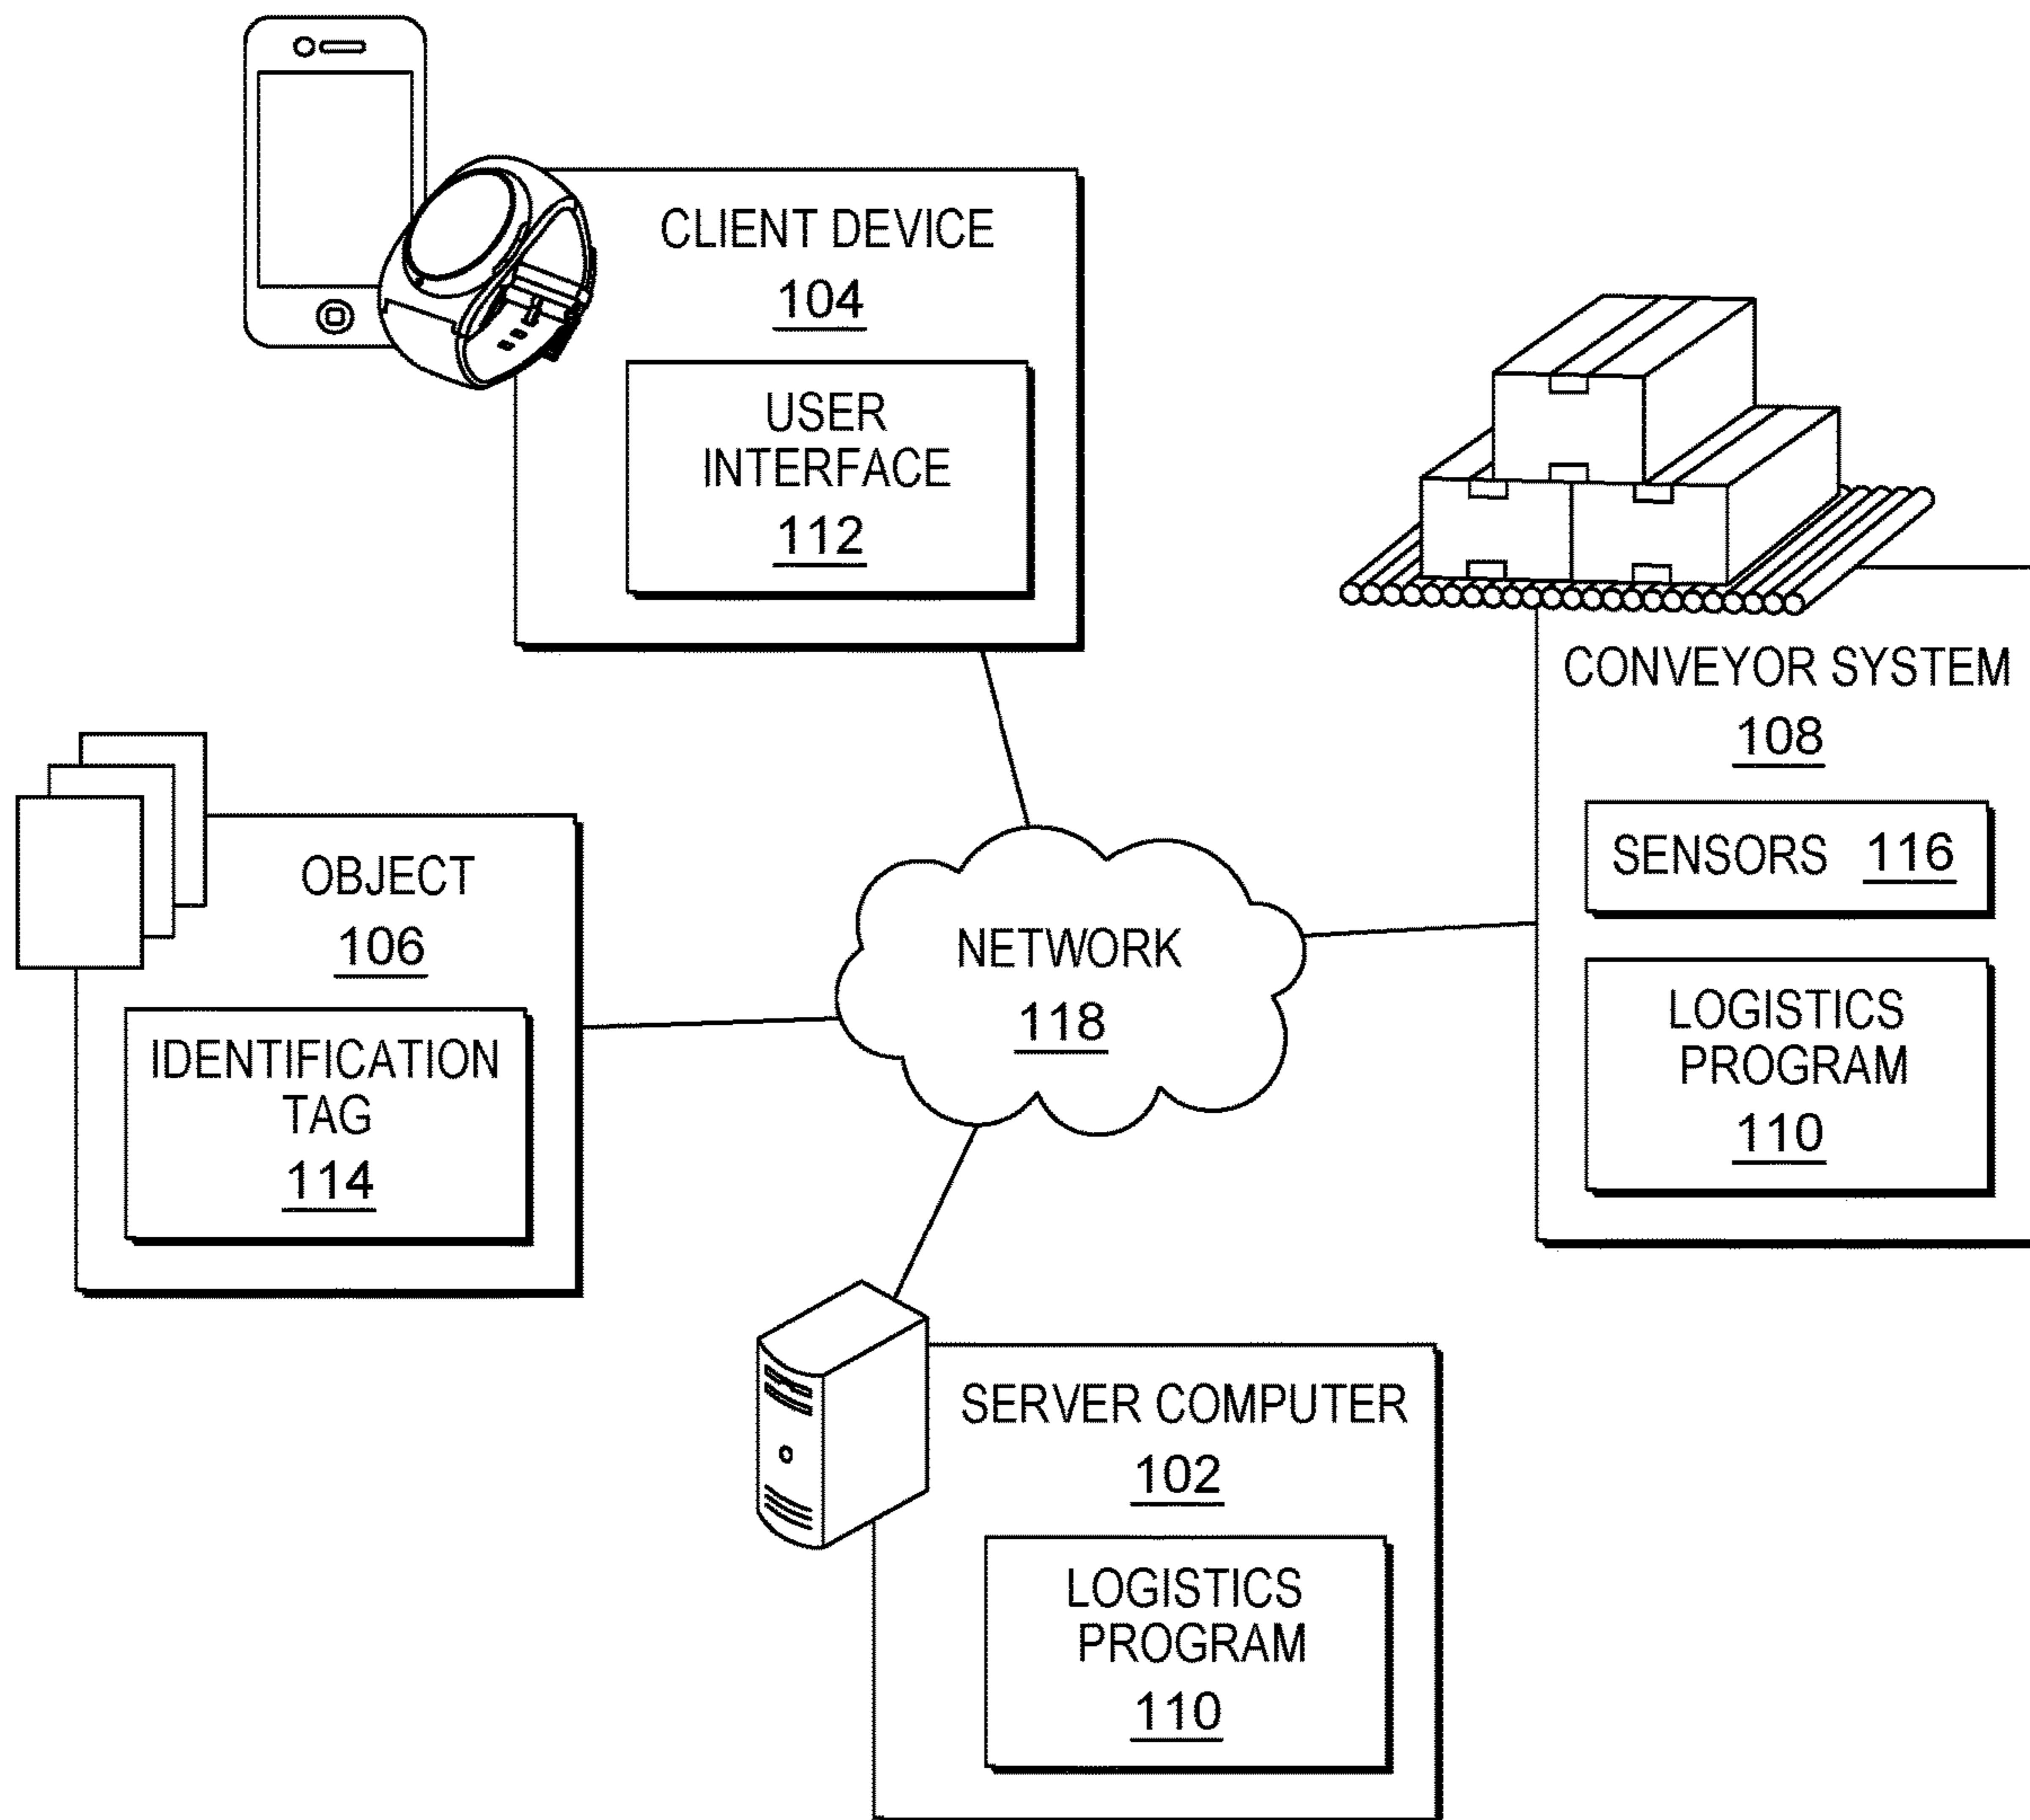 CLIENT DEVICE
104
USER
INTERFACE
112
CONVEYOR SYSTEM
108
SENSORS 116
LOGISTICS
PROGRAM
110
OBJECT
106
IDENTIFICATION
TAG
114
NETWORK
118
SERVER COMPUTER
102
LOGISTICS
PROGRAM
110